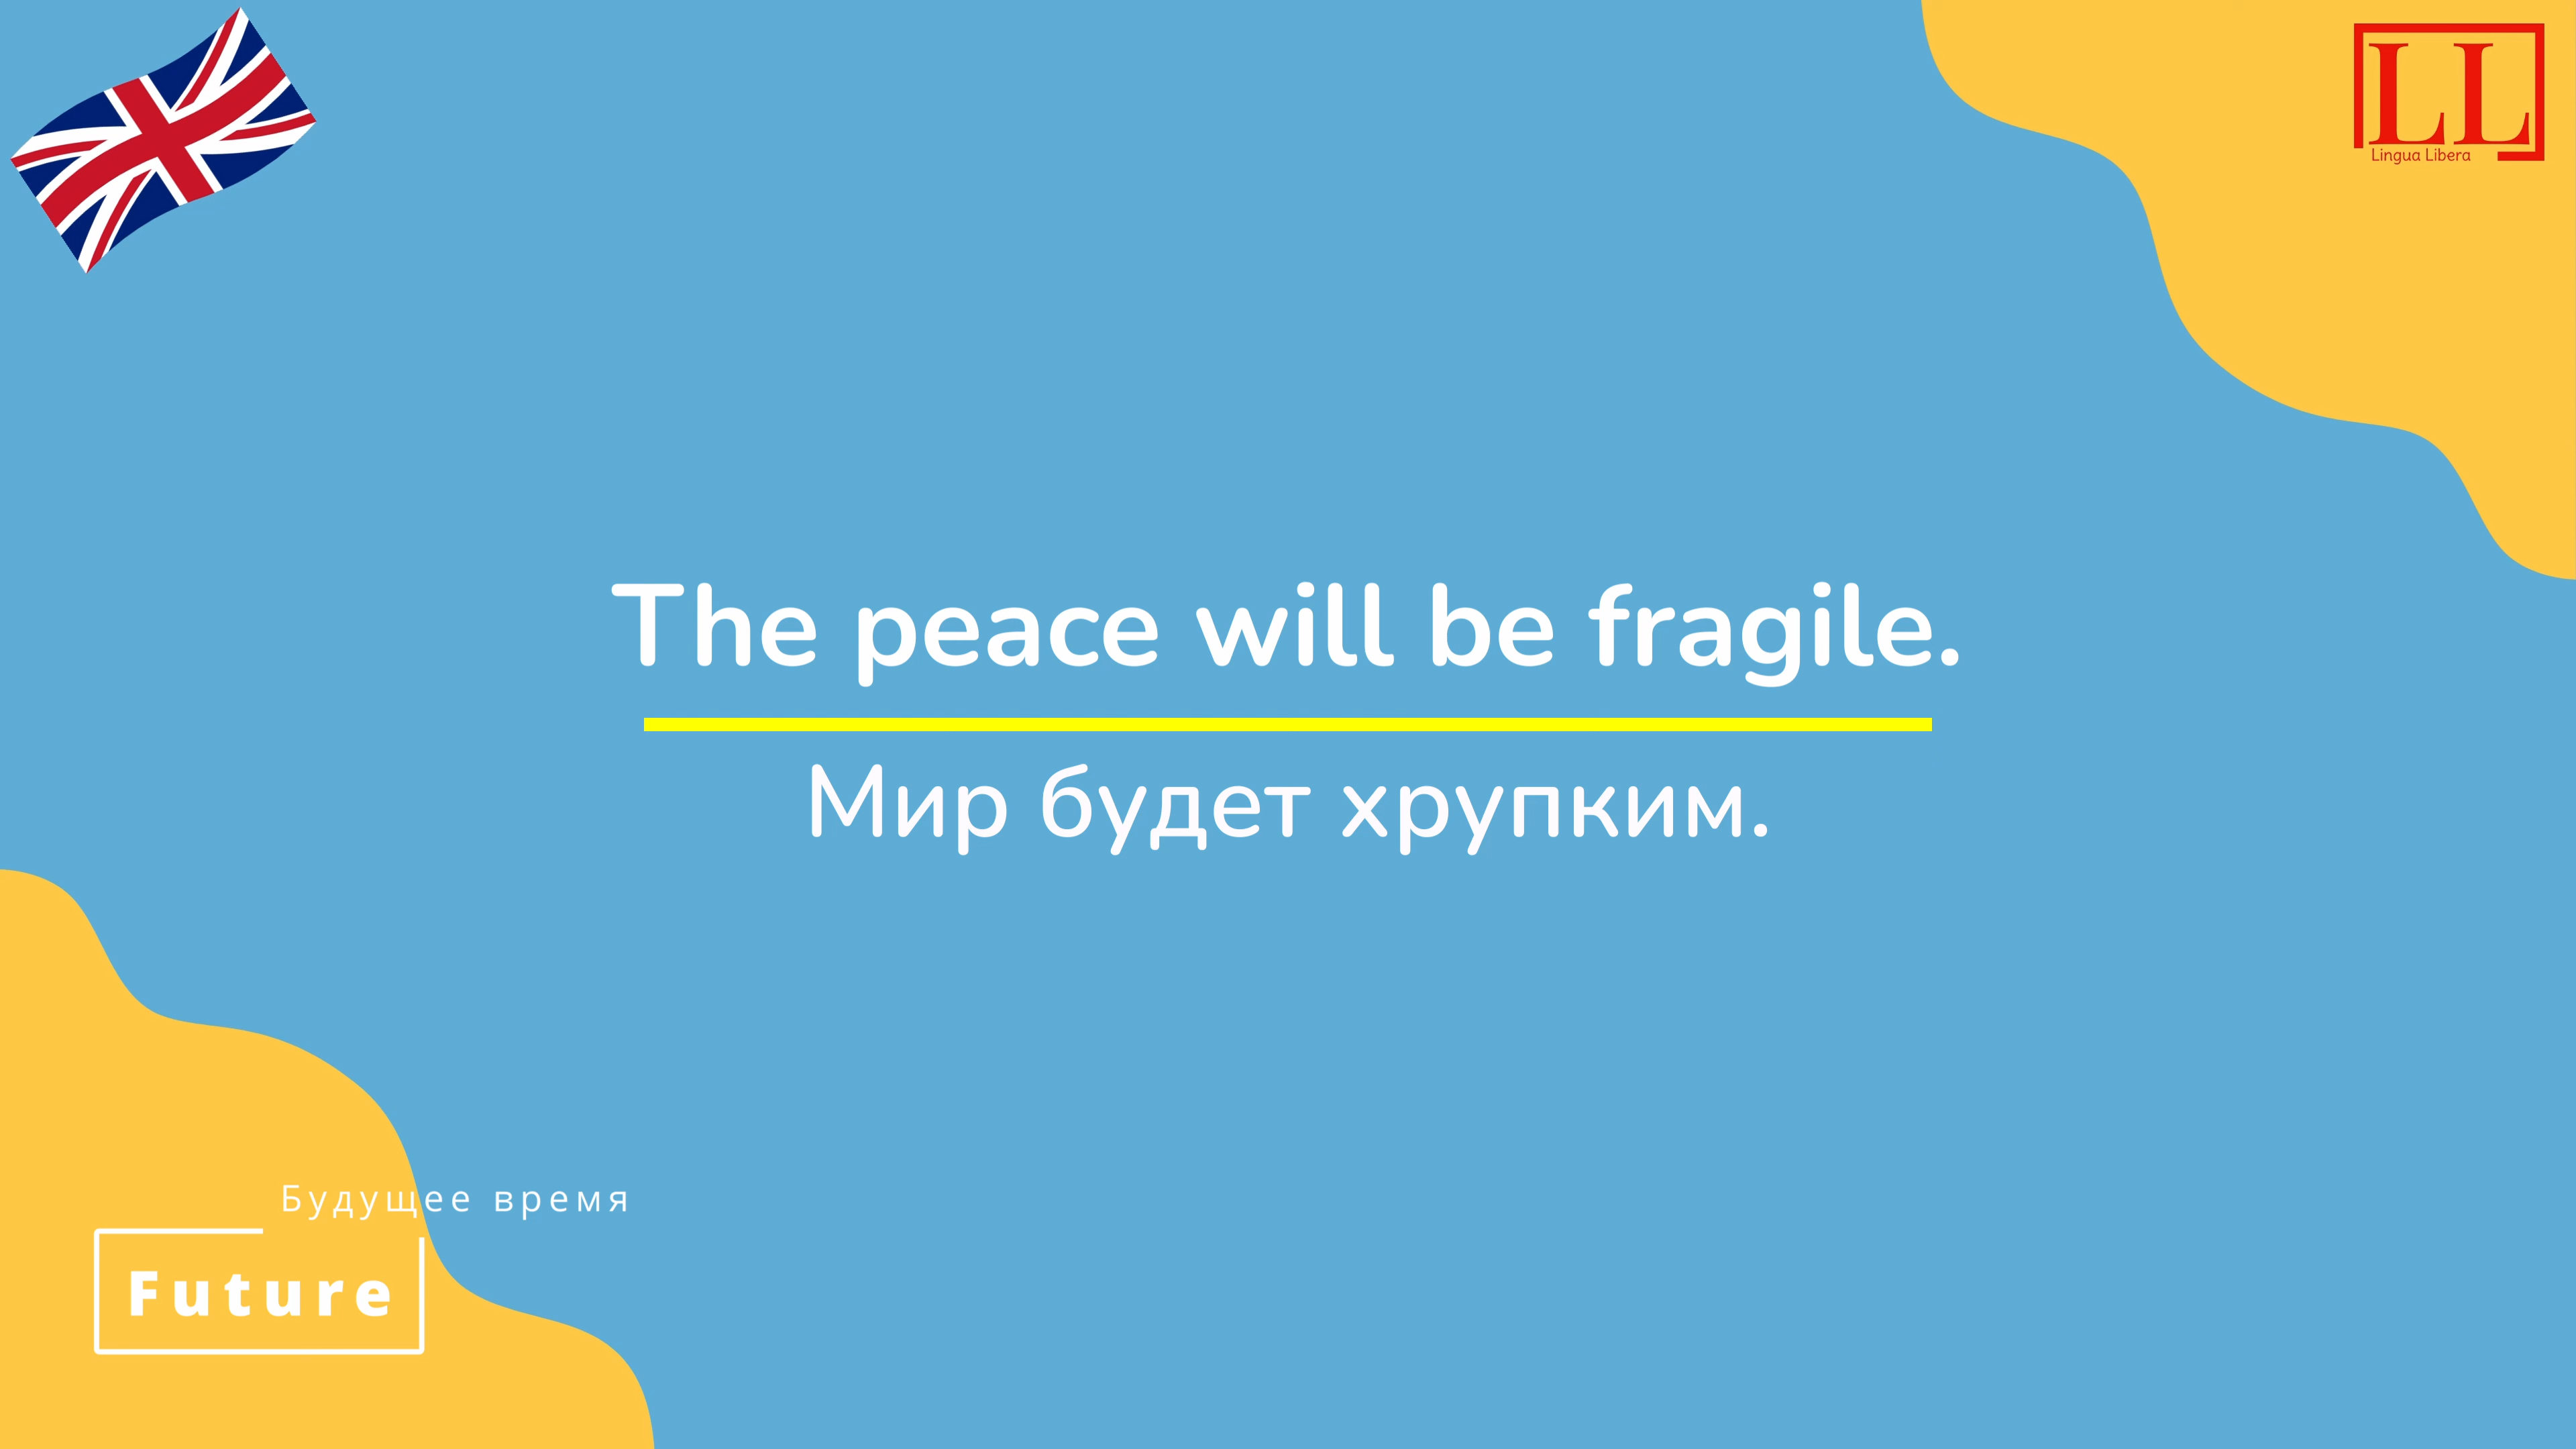 LL
Lingua Libera
The peace will be fragile.
Мир будет хрупким.
Будущее время
Future